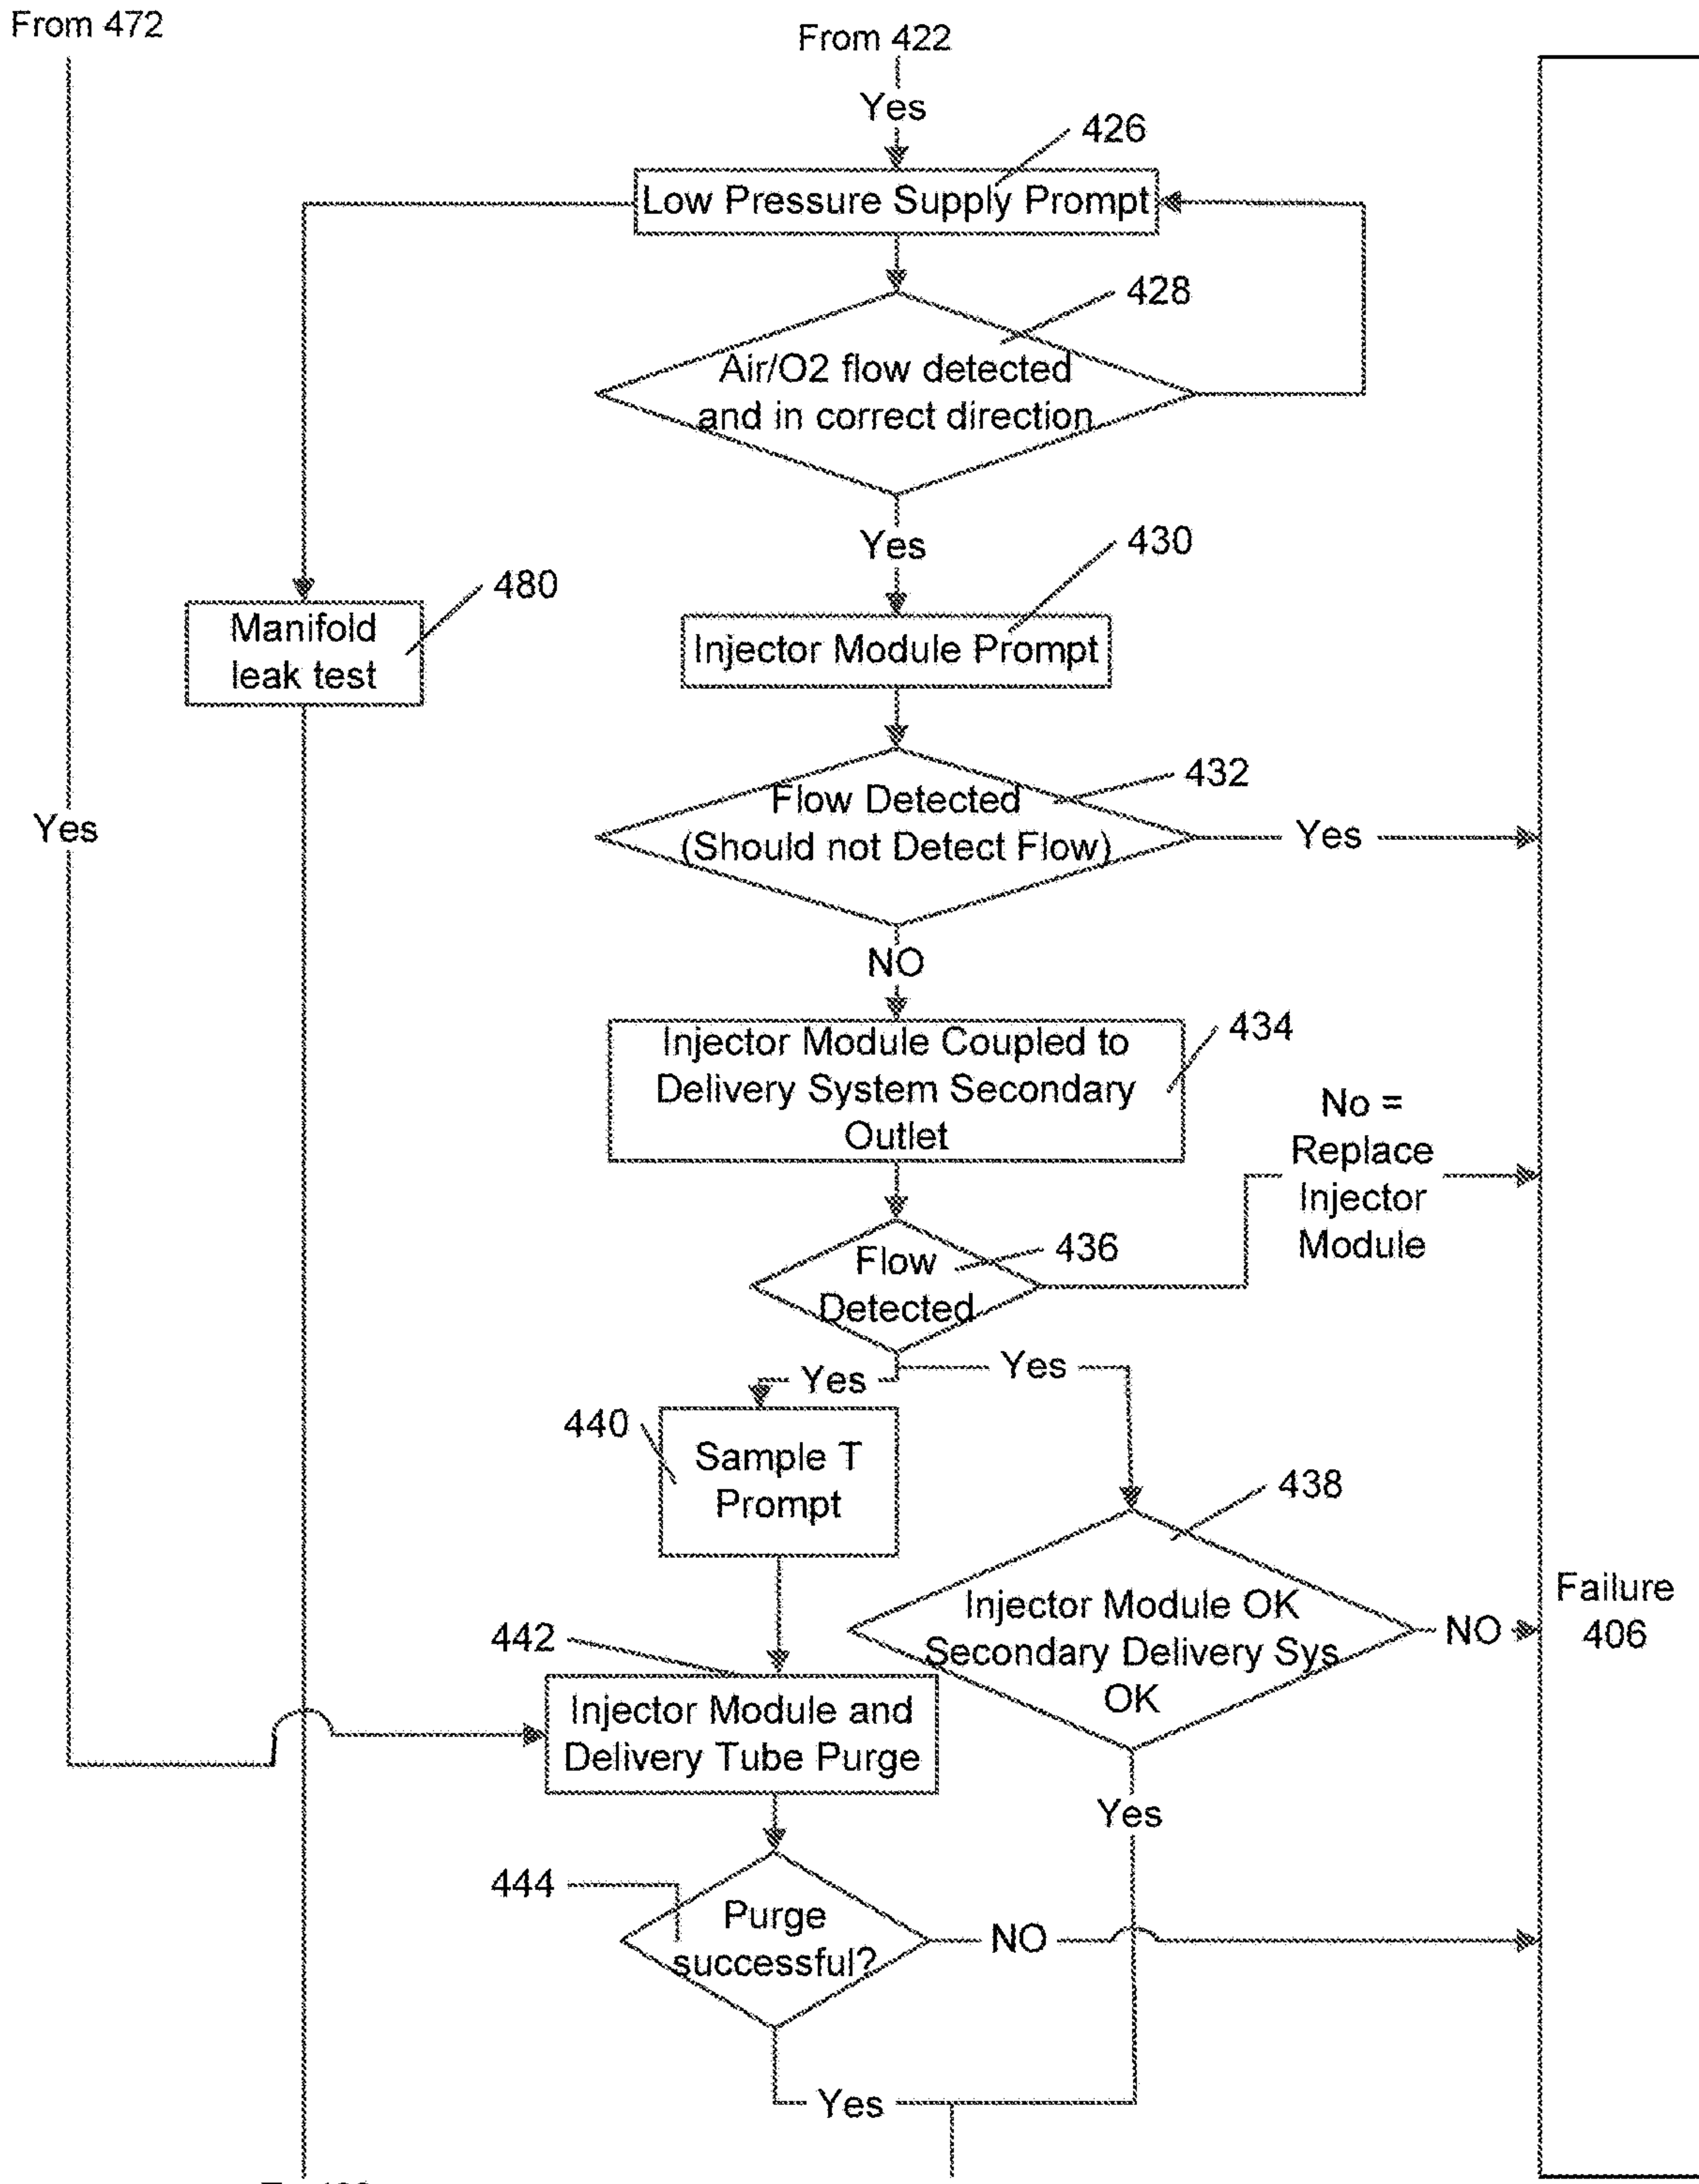 From 472
From 422
Yes
426
Low Pressure Supply Prompt
428
Air/O2 flow detected
and in correct direction
Yes
430
480
Manifold
leak test
Injector Module Prompt
432
Flow Detected
(Should not Detect Flow)
Yes
Yes
NO
434
Injector Module Coupled to
Delivery System Secondary
Outlet
No =
Replace
Injector
Module
436
Flow
Detected
Yes
Yes
440
Sample T
Prompt
438
Injector Module OK
Secondary Delivery Sys
OK
NO
Failure
406
442
Injector Module and
Delivery Tube Purge
Yes
444
Purge
successful?
NO
Yes